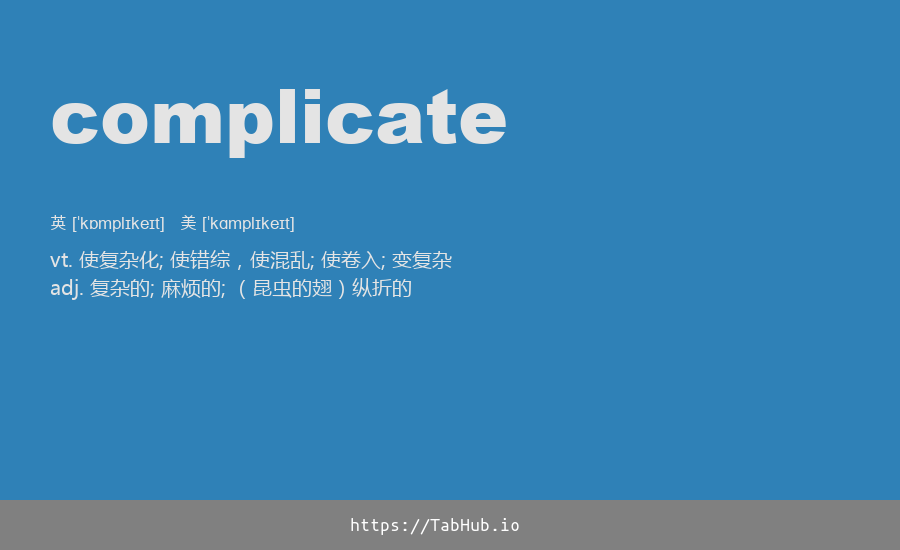 complicate
英 [ˈkɒmplɪkeɪt] 美 [ˈkɑmplɪkeɪt]
vt. 使复杂化; 使错综，使混乱; 使卷入; 变复杂
adj. 复杂的; 麻烦的; （昆虫的翅）纵折的
https://TabHub.io